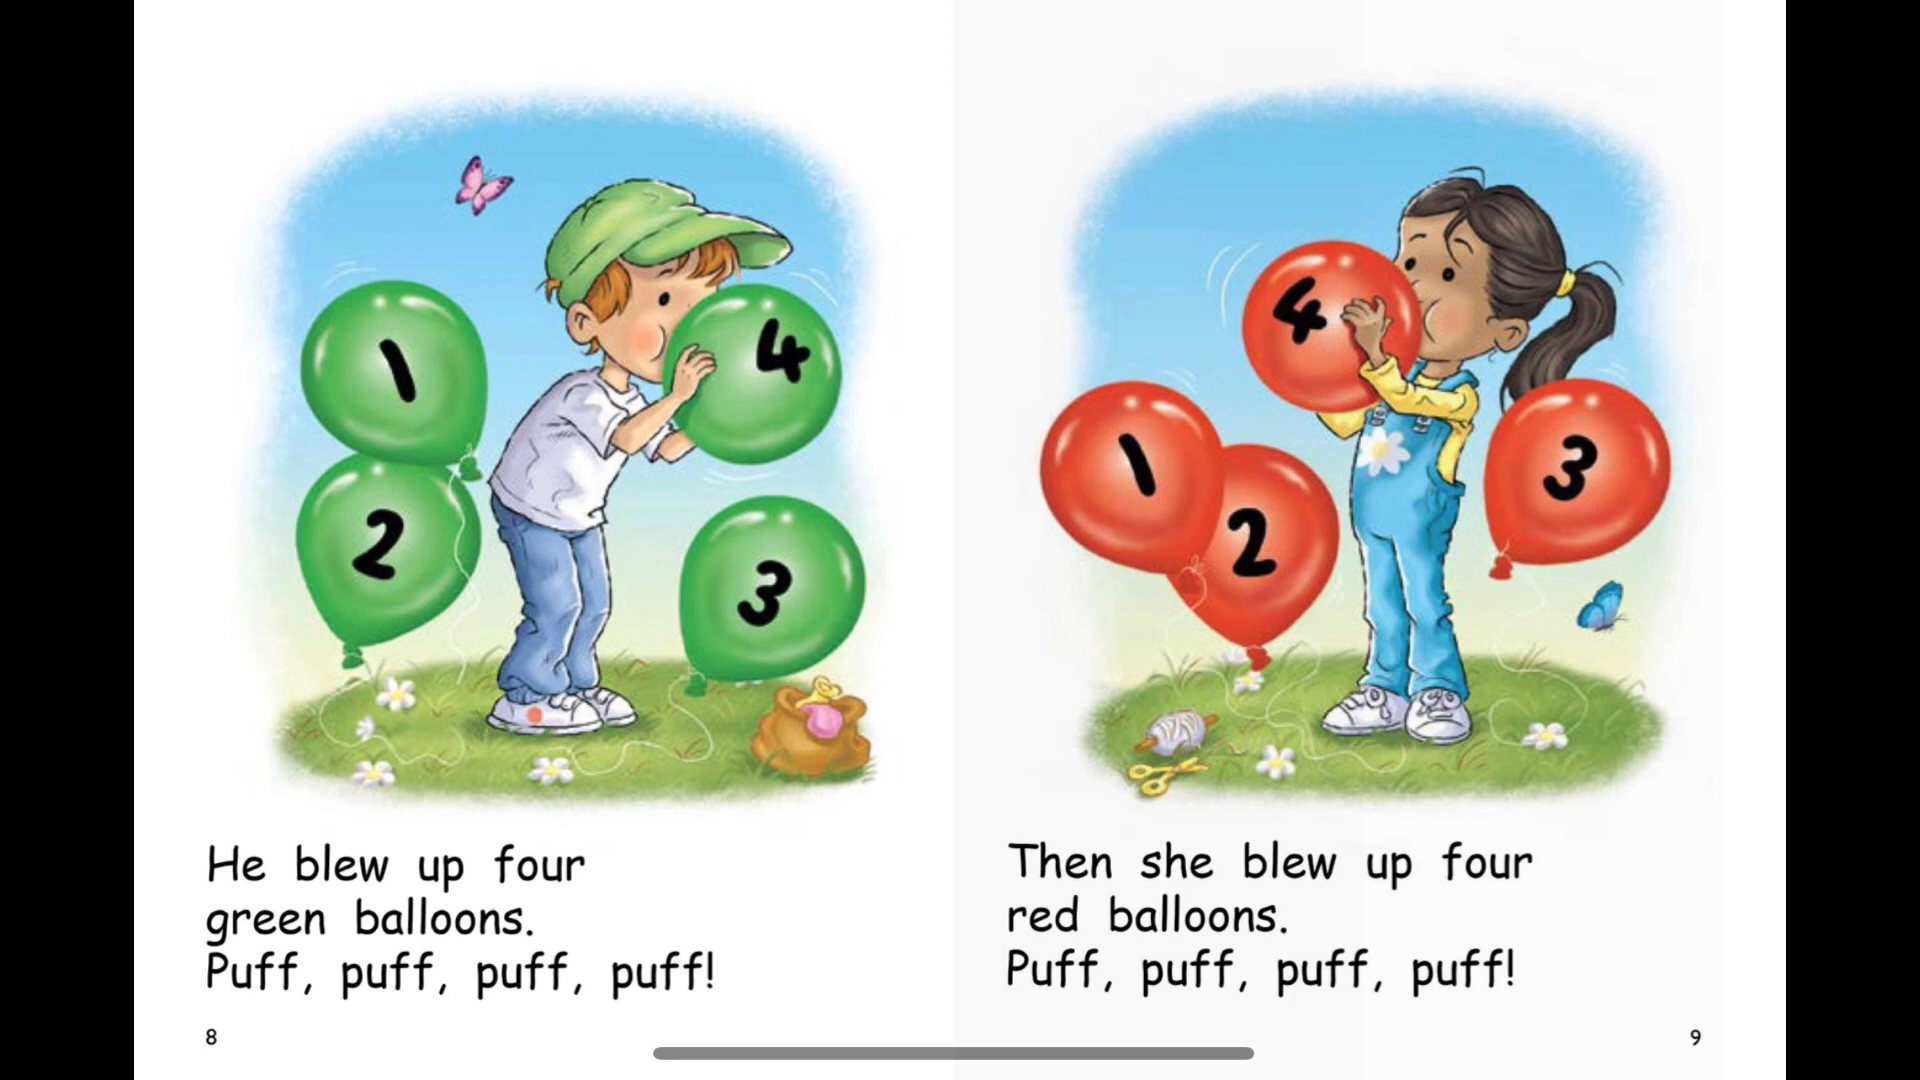 1
2
3
4
He blew up four
green balloons.
Puff, puff, puff, puff!
8
1
2
3
4
Then she blew up four
red balloons.
Puff, puff, puff, puff!
9